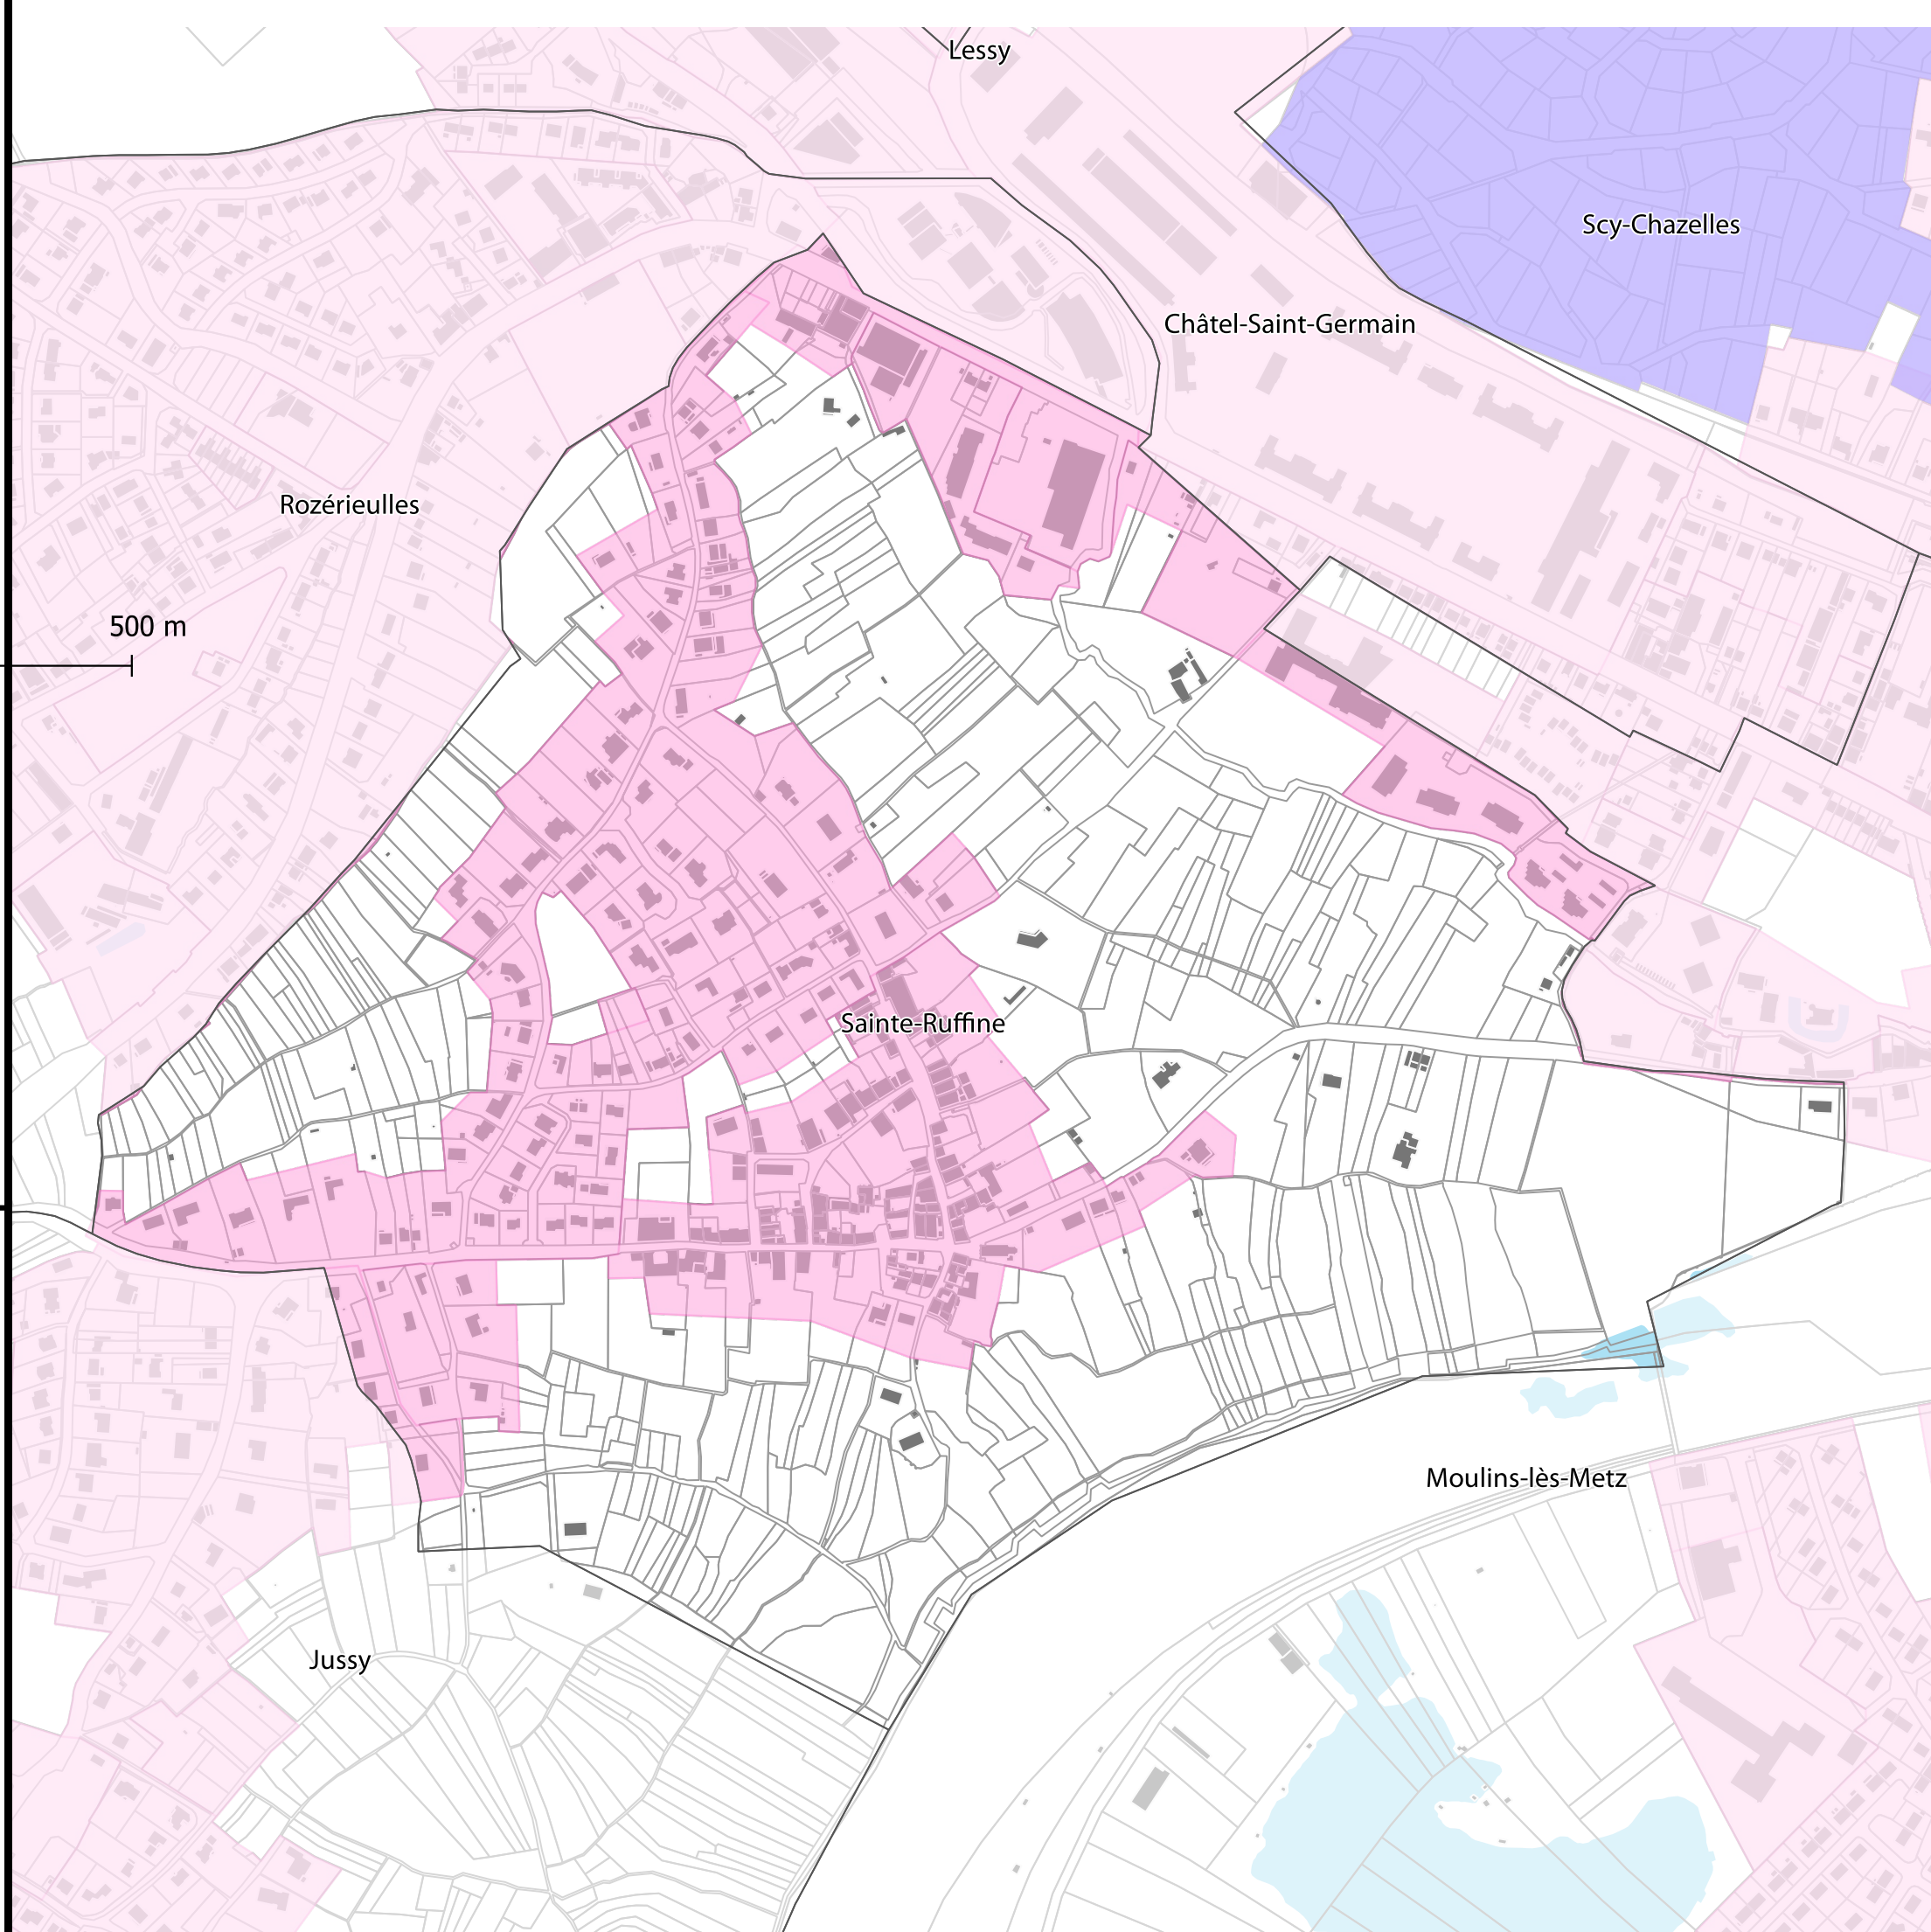 Lessy
Scy-Chazelles
Châtel-Saint-Germain
Rozérieulles
500 m
Sainte-Ruffine
Moulins-lès-Metz
Jussy